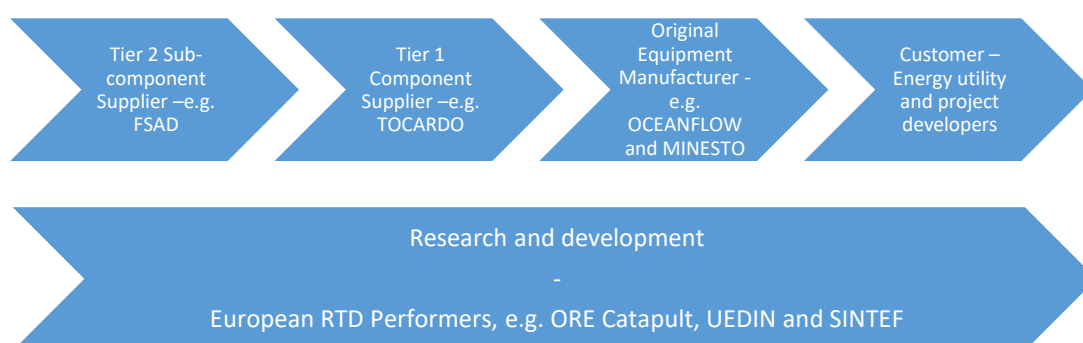 Tier 2 Sub-
component
Supplier –e.g.
FSAD
Tier 1
Component
Supplier –e.g.
TOCARDO
Original
Equipment
Manufacturer -
e.g.
OCEANFLOW
and MINESTO
Customer –
Energy utility
and project
developers
Research and development
-
European RTD Performers, e.g. ORE Catapult, UEDIN and SINTEF